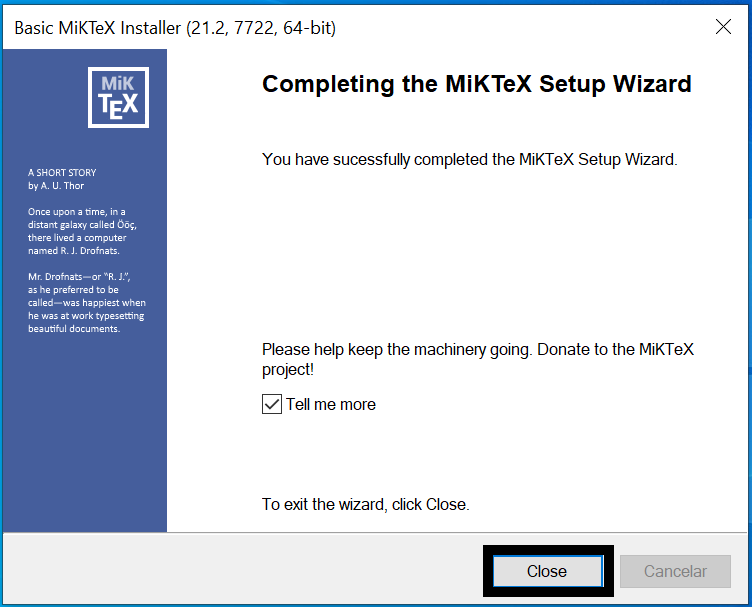 Basic MiKTeX Installer (21.2, 7722, 64-bit)
MiK
TEX
A SHORT STORY
by A. U. Thor
Once upon a time, in a
distant galaxy called Ööç,
there lived a computer
named R. J. Drofnats.
Mr. Drofnats—or “R. J.”,
as he preferred to be
called—was happiest when
he was at work typesetting
beautiful documents.
Completing the MiKTeX Setup Wizard
You have sucessfully completed the MiKTeX Setup Wizard.
Please help keep the machinery going. Donate to the MiKTeX
project!
Tell me more
To exit the wizard, click Close.
Close
Cancelar